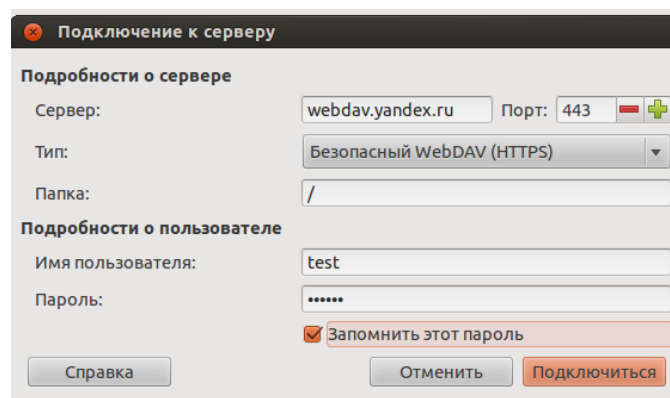 Подключение к серверу
Подробности о сервере
Сервер: webdav.yandex.ru Порт: 443
Тип: Безопасный WebDAV (HTTPS)
Папка: /
Подробности о пользователе
Имя пользователя: test
Пароль: ••••••
Запомнить этот пароль
Справка Отменить Подключиться